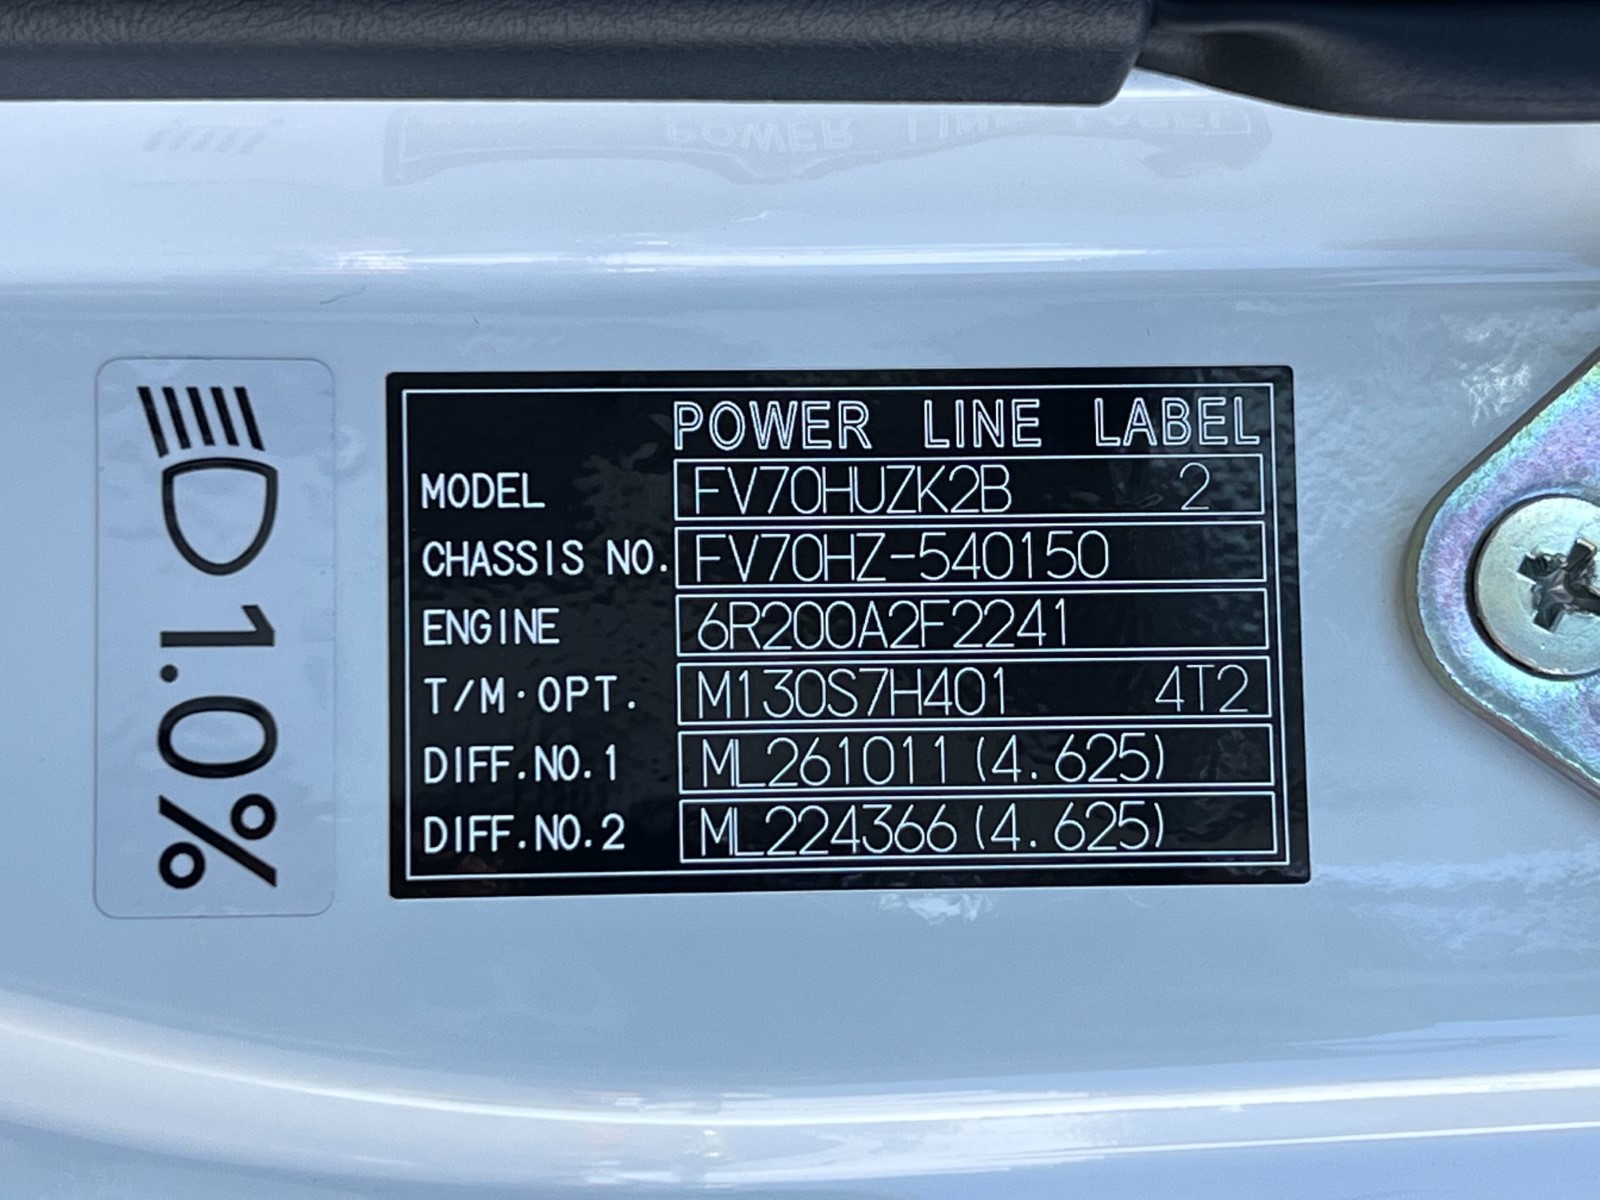 POWER LINE LABEL
MODEL FV70HUZK2B 2
CHASSIS NO. FV70HZ-540150
ENGINE 6R200A2F2241
T/M·OPT. M130S7H401 4T2
DIFF.NO.1 ML261011(4.625)
DIFF.NO.2 ML224366(4.625)
1.0%